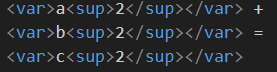 <var>a<sup>2</sup></var> +
<var>b<sup>2</sup></var> =
<var>c<sup>2</sup></var>